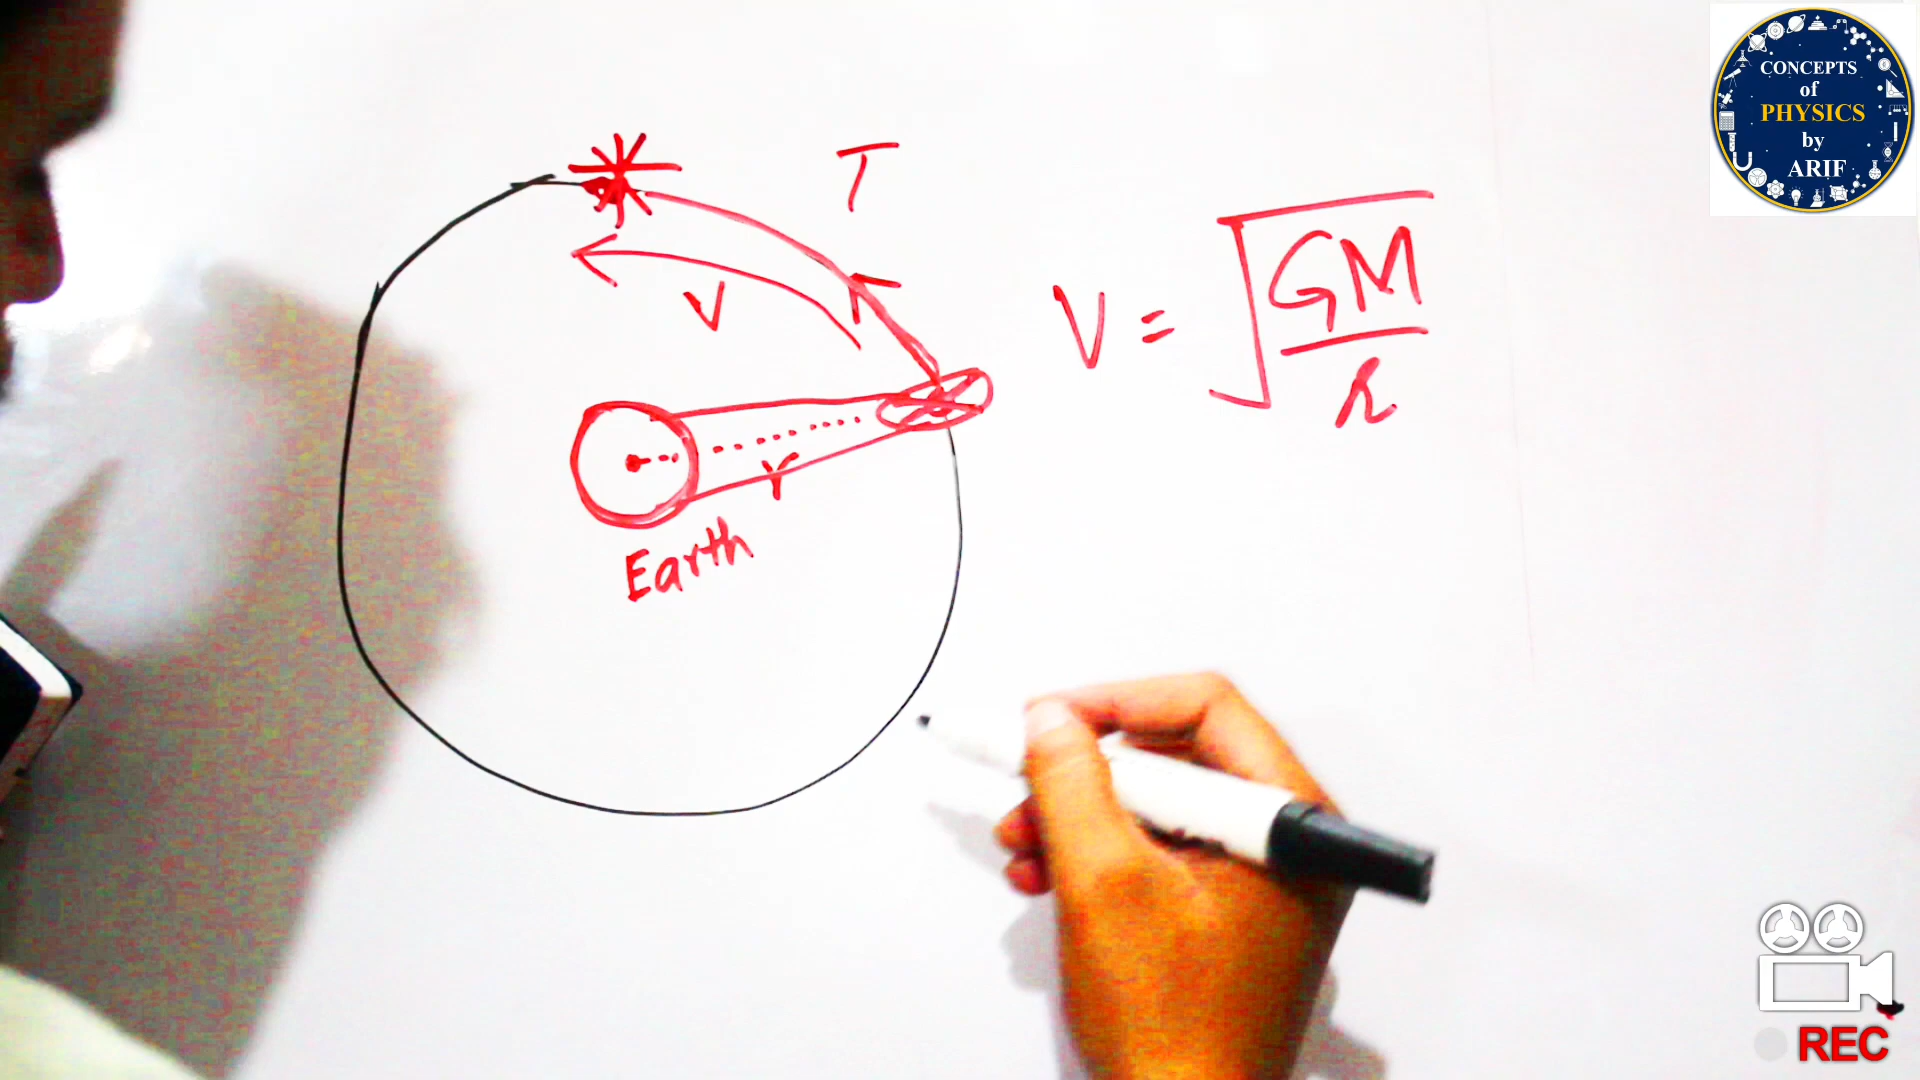 CONCEPTS
of
PHYSICS
by
ARIF
T
V
V = √(GM/r)
r
Earth
REC